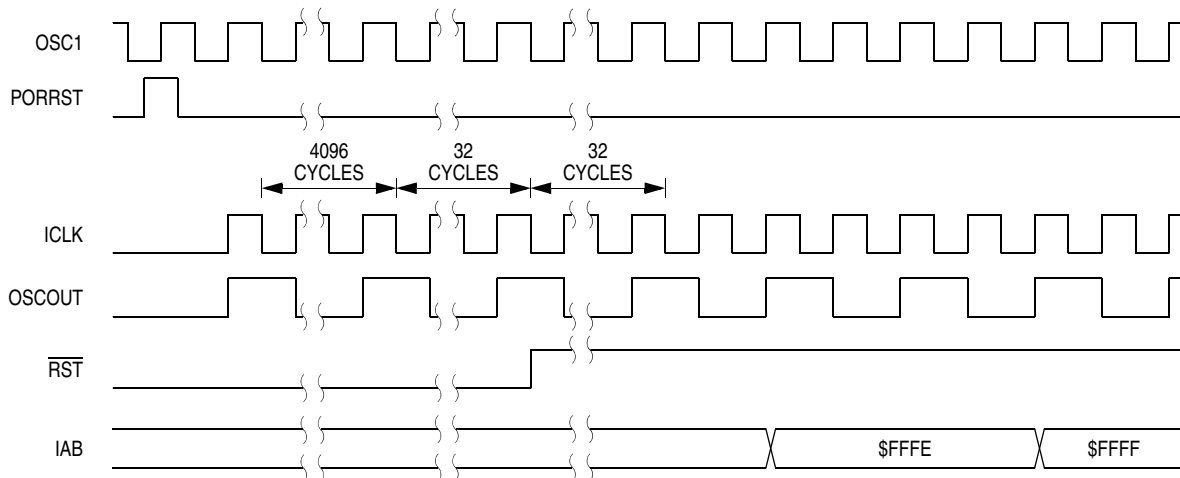 OSC1
PORRST
4096
CYCLES
32
CYCLES
32
CYCLES
ICLK
OSCOUT
RST
IAB
$FFFE
$FFFF